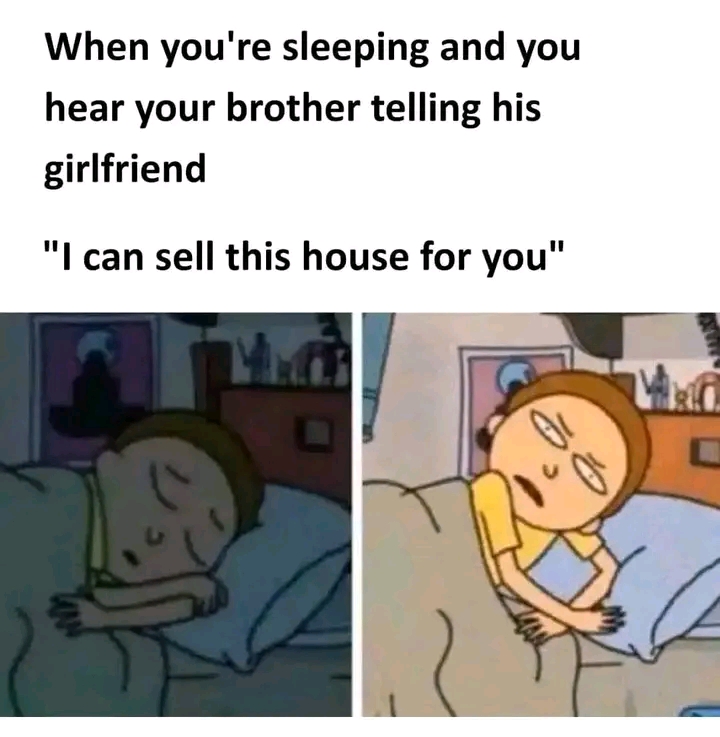 When you're sleeping and you
hear your brother telling his
girlfriend
"I can sell this house for you"